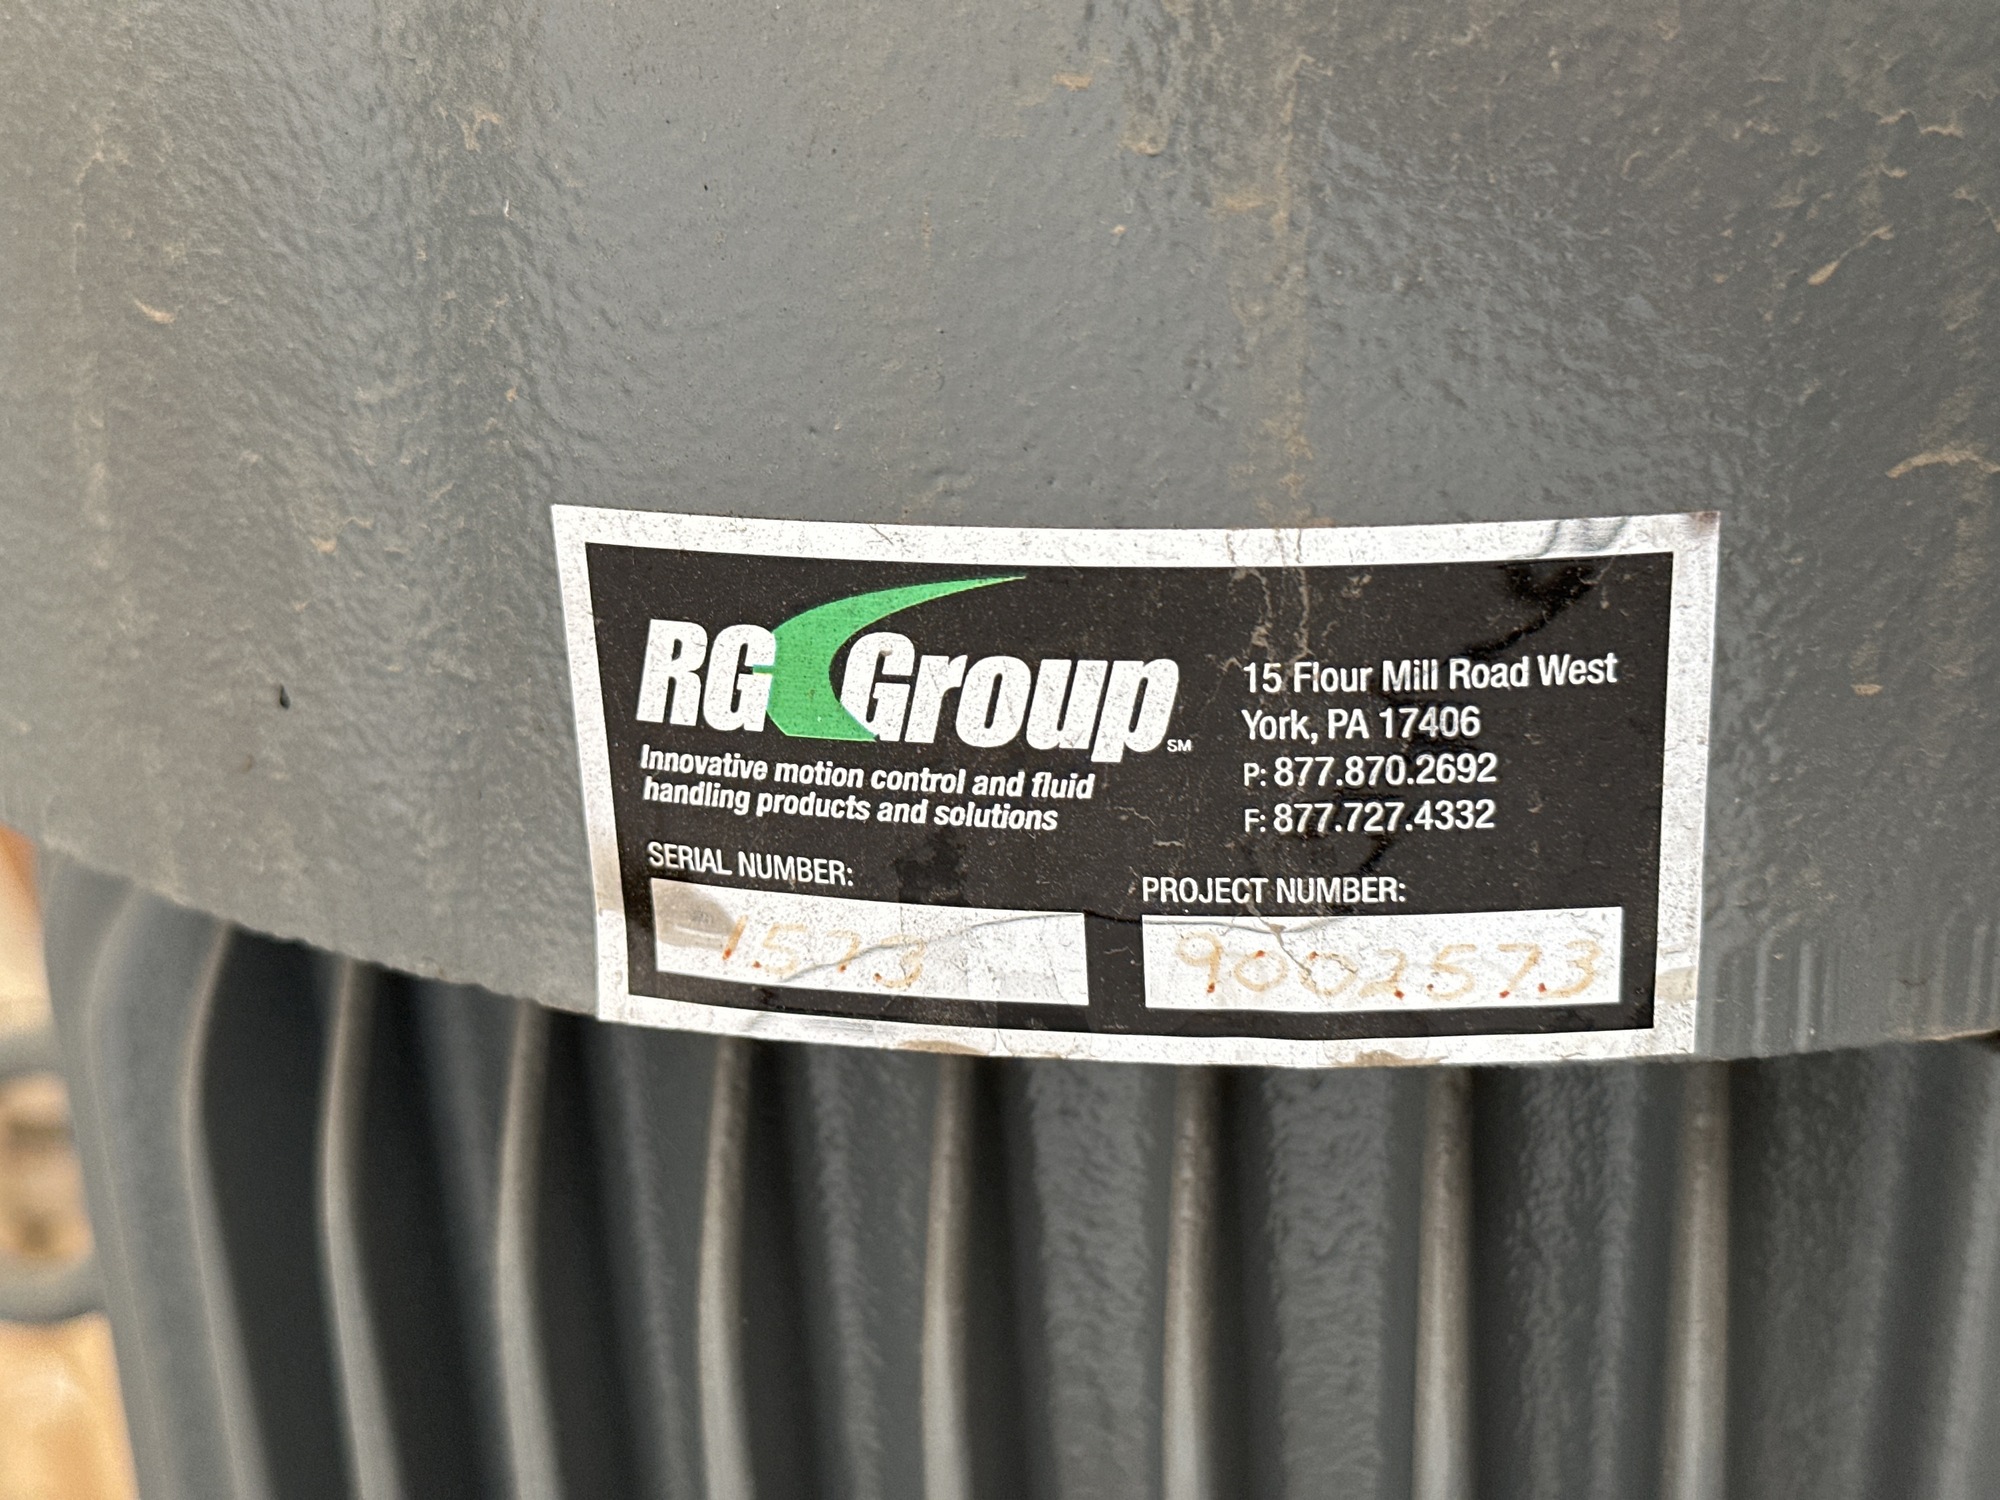 RG Group SM
Innovative motion control and fluid
handling products and solutions
15 Flour Mill Road West
York, PA 17406
P: 877.870.2692
F: 877.727.4332
SERIAL NUMBER:
1573
PROJECT NUMBER:
9002573